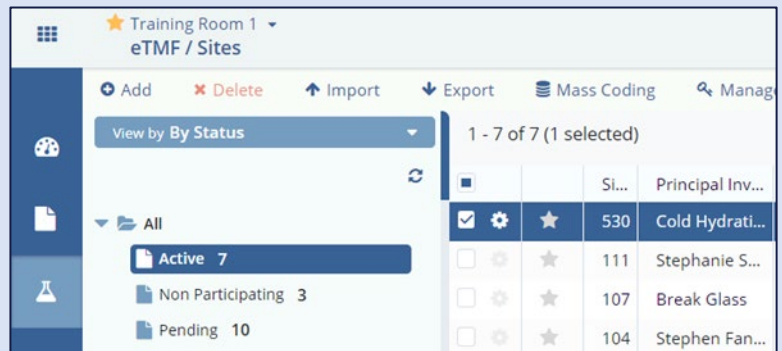 Training Room 1
eTMF / Sites
Add Delete Import Export Mass Coding Manage
View by By Status
1 - 7 of 7 (1 selected)
Si... Principal Inv...
All
530 Cold Hydrati...
Active 7
111 Stephanie S...
Non Participating 3
107 Break Glass
Pending 10
104 Stephen Fan...